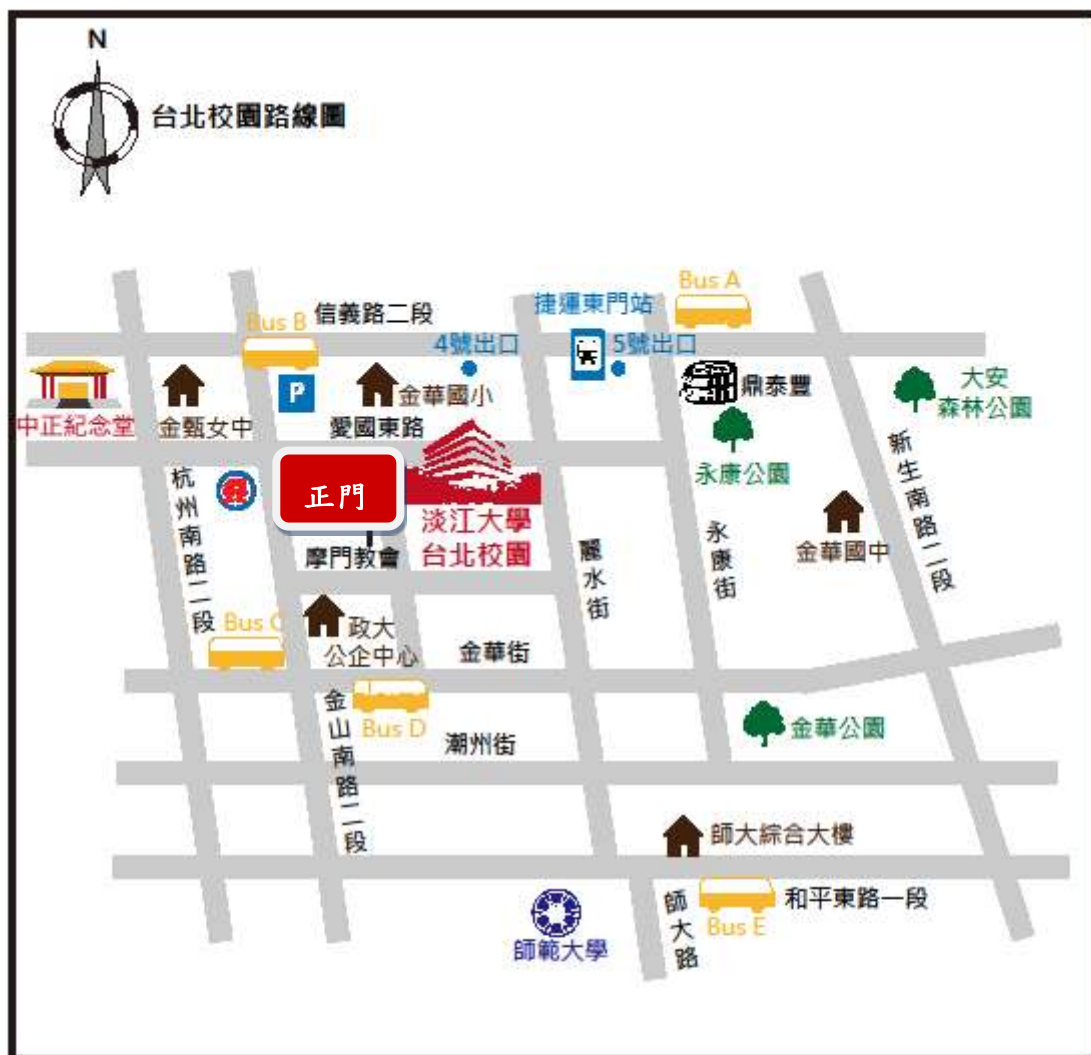 N
台北校園路線圖
Bus A
捷運東門站
信義路二段
Bus B
4號出口
5號出口
P
鼎泰豐
大安
森林公園
金華國小
中正紀念堂
金甌女中
愛國東路
永康公園
新生南路二段
杭州南路二段
正門
淡江大學
台北校園
摩門教會
麗水街
永康街
金華國中
Bus C
政大
公企中心
金華街
金山南路二段
Bus D
潮州街
金華公園
師大綜合大樓
和平東路一段
師大路
Bus E
師範大學